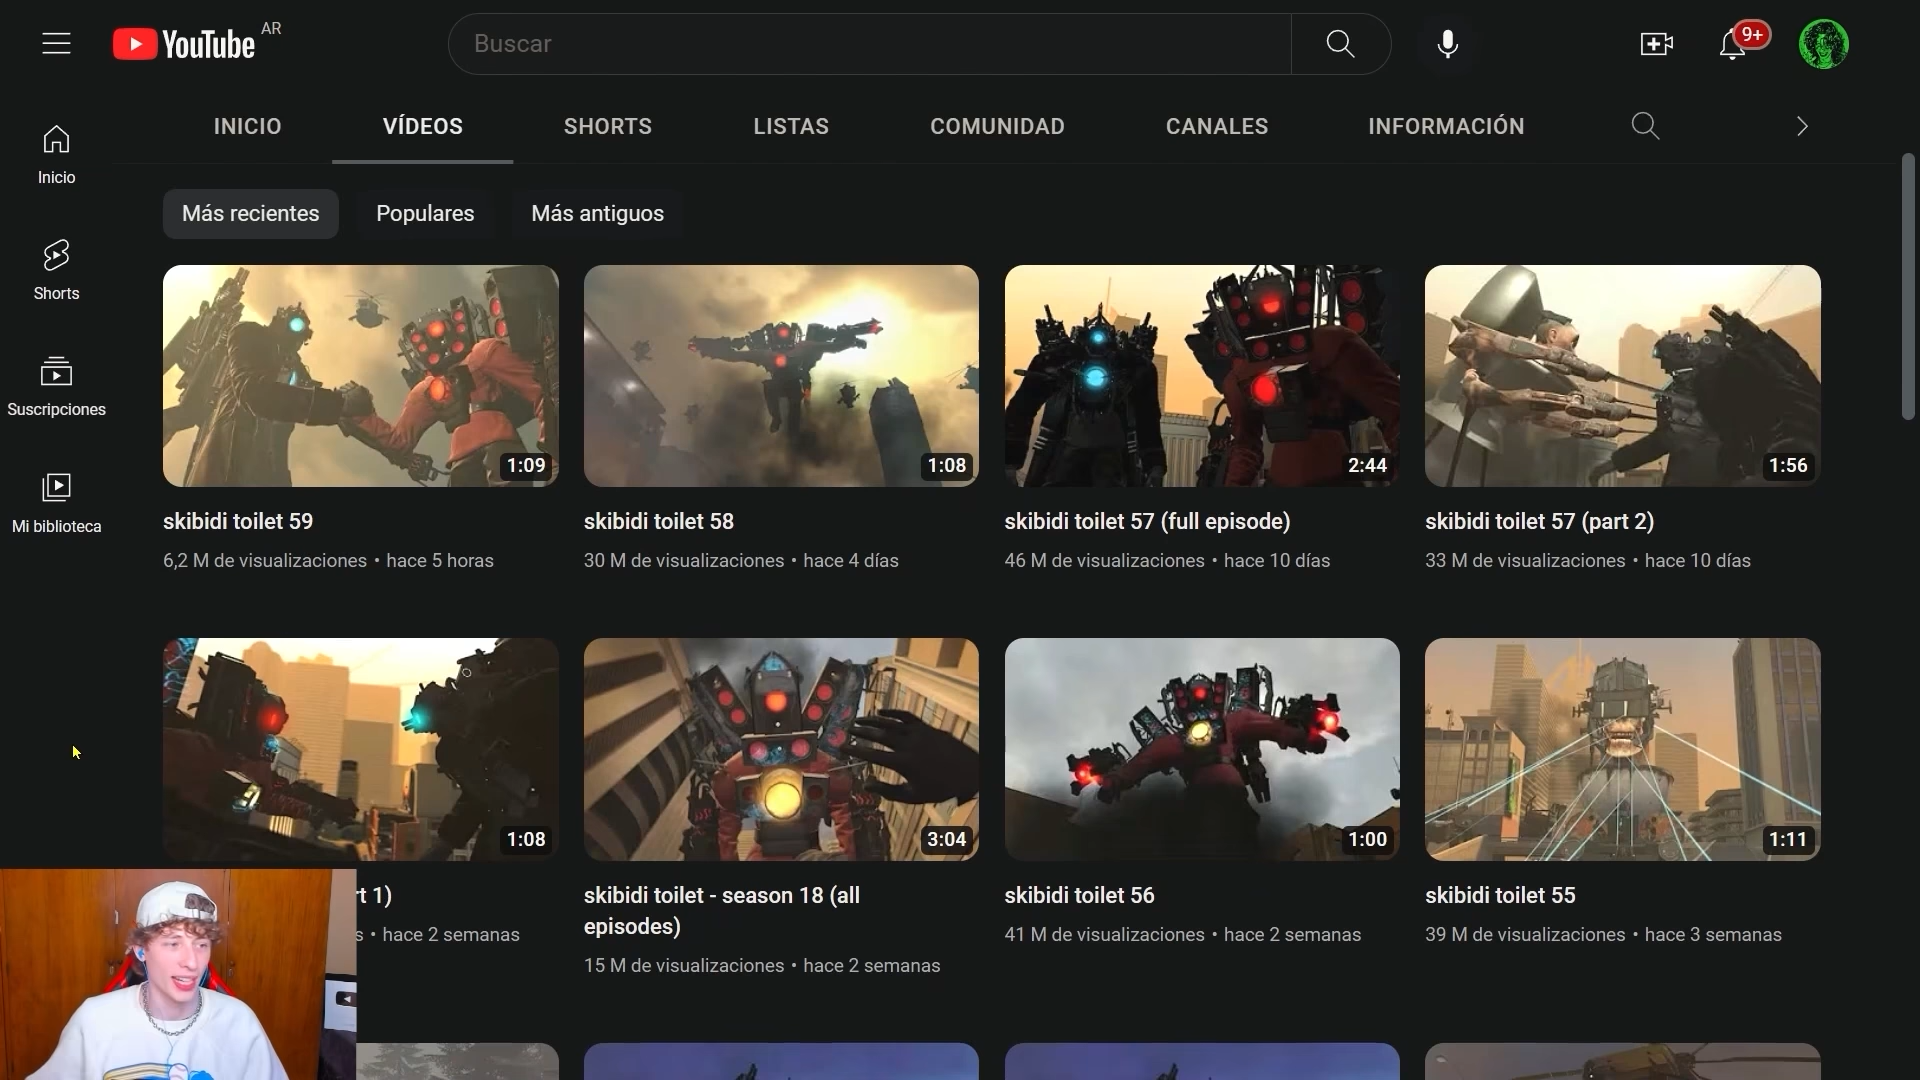 YouTube AR
Buscar
9+
INICIO VÍDEOS SHORTS LISTAS COMUNIDAD CANALES INFORMACIÓN
Inicio
Shorts
Suscripciones
Mi biblioteca
Más recientes Populares Más antiguos
1:09 1:08 2:44 1:56
skibidi toilet 59
6,2 M de visualizaciones • hace 5 horas
skibidi toilet 58
30 M de visualizaciones • hace 4 días
skibidi toilet 57 (full episode)
46 M de visualizaciones • hace 10 días
skibidi toilet 57 (part 2)
33 M de visualizaciones • hace 10 días
1:08 3:04 1:00 1:11
1)
• hace 2 semanas
skibidi toilet - season 18 (all
episodes)
15 M de visualizaciones • hace 2 semanas
skibidi toilet 56
41 M de visualizaciones • hace 2 semanas
skibidi toilet 55
39 M de visualizaciones • hace 3 semanas